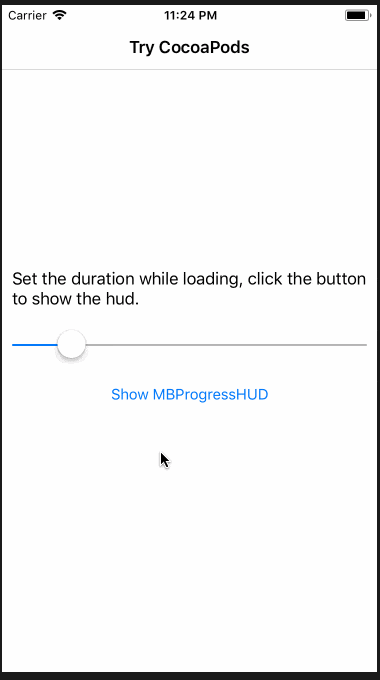 Carrier 11:24 PM
Try CocoaPods
Set the duration while loading, click the button
to show the hud.
Show MBProgressHUD